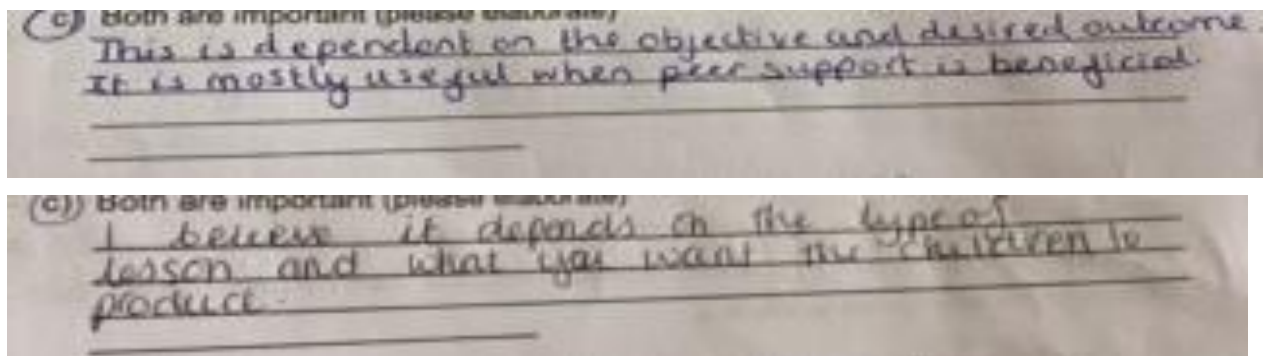 c) Both are important (please elaborate)
This is dependent on the objective and desired outcome.
It is mostly useful when peer support is beneficial.
c) Both are important (please elaborate)
I believe it depends on the type of
lesson and what you want the children to
produce.